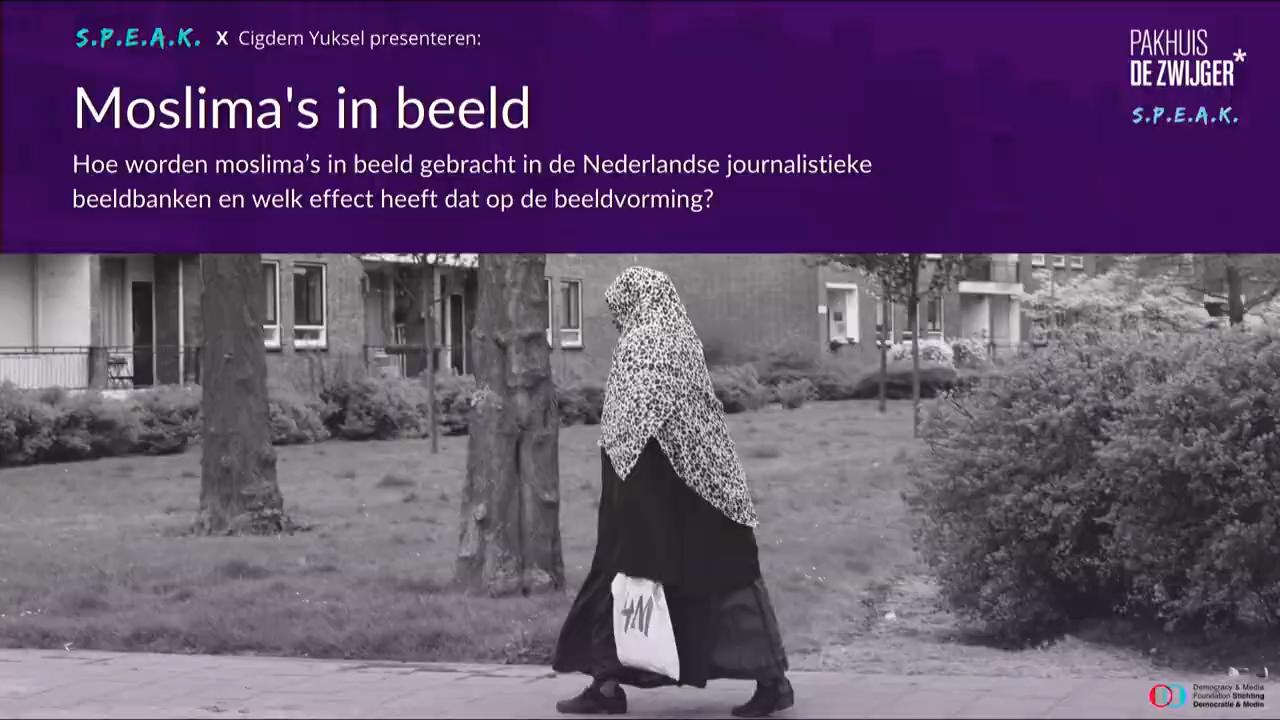 S.P.E.A.K. X Cigdem Yuksel presenteren:
Moslima's in beeld
Hoe worden moslima’s in beeld gebracht in de Nederlandse journalistieke
beeldbanken en welk effect heeft dat op de beeldvorming?
PAKHUIS
DE ZWIJGER*
S.P.E.A.K.
H&M
Democracy & Media
Foundation Stichting
Democratie & Media